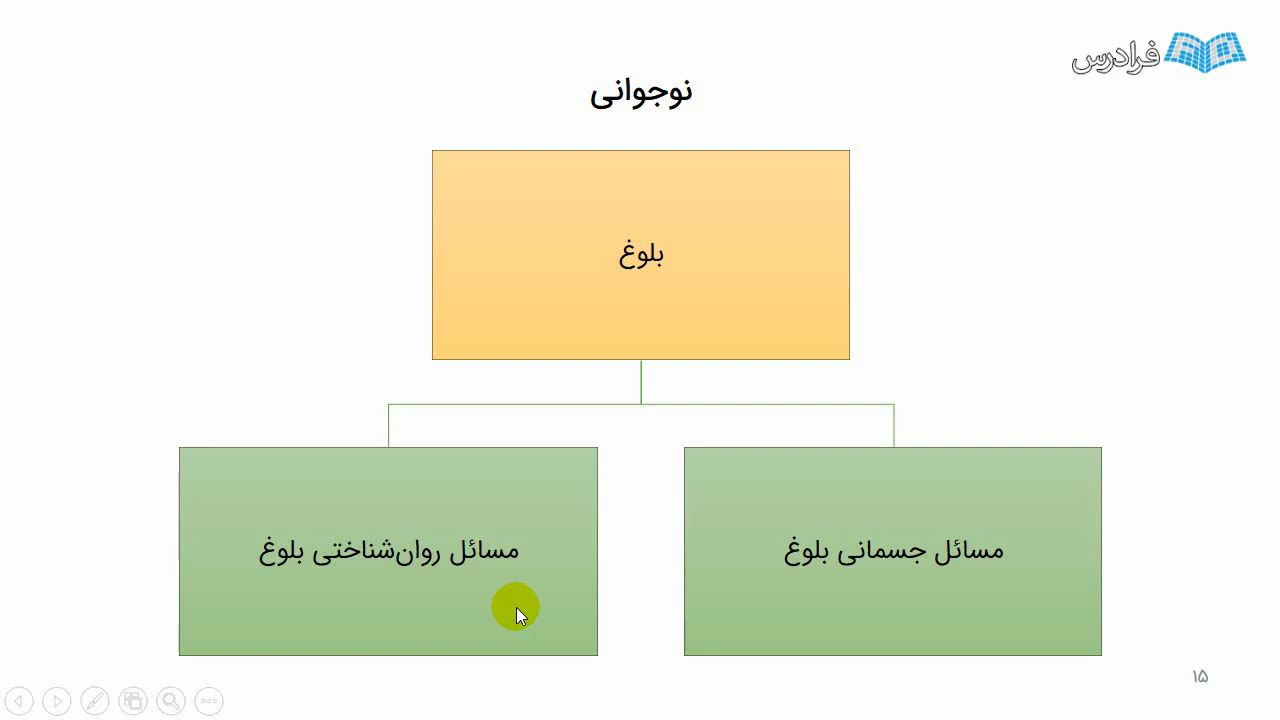 فرادرس
نوجوانی
بلوغ
مسائل جسمانی بلوغ
مسائل روان‌شناختی بلوغ
۱۵